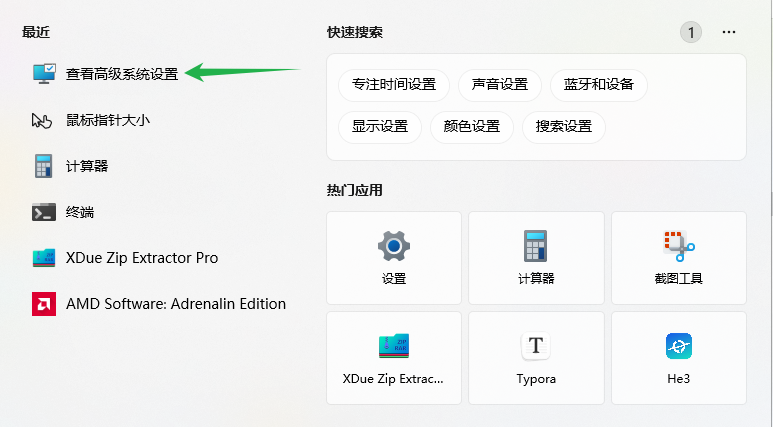 最近
查看高级系统设置
鼠标指针大小
计算器
终端
XDue Zip Extractor Pro
AMD Software: Adrenalin Edition
快速搜索
1
专注时间设置
声音设置
蓝牙和设备
显示设置
颜色设置
搜索设置
热门应用
设置
计算器
截图工具
ZIP
RAR
XDue Zip Extrac...
T
Typora
He3